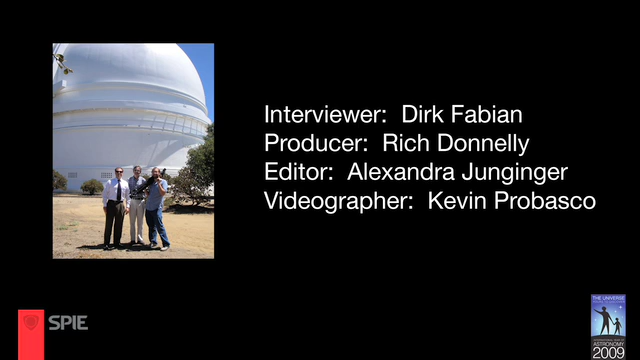 Interviewer: Dirk Fabian
Producer: Rich Donnelly
Editor: Alexandra Junginger
Videographer: Kevin Probasco
SPIE
THE UNIVERSE
ASTRONOMY
2009